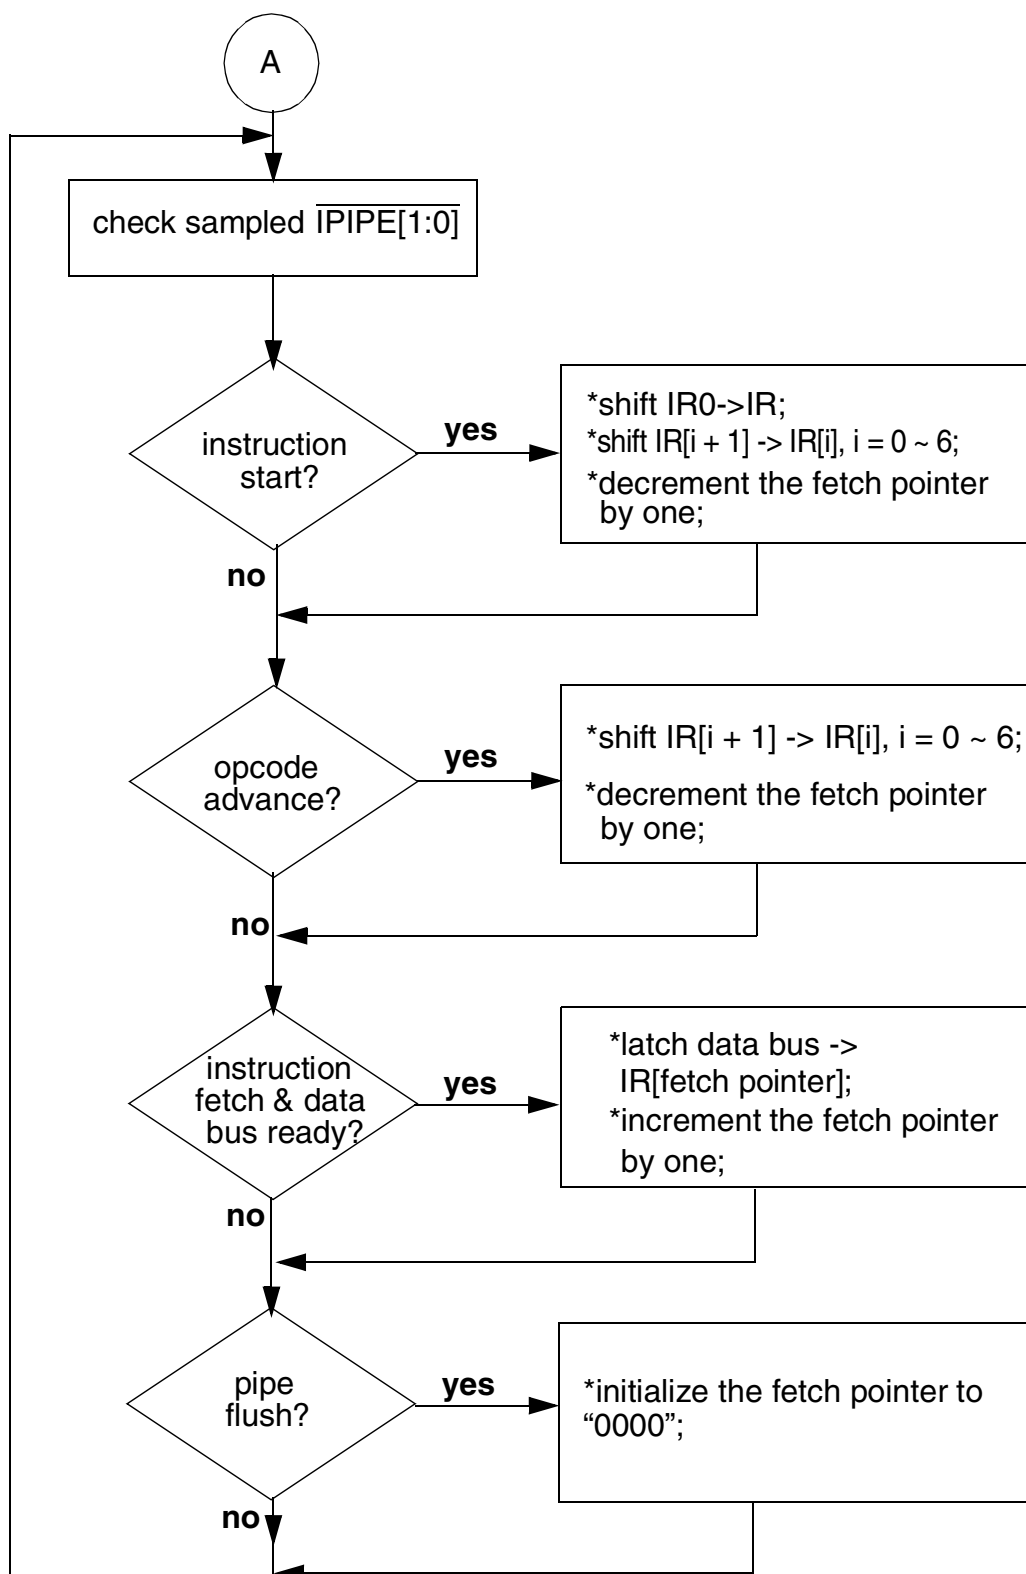 A
check sampled IPIPE[1:0]
instruction
start?
yes
*shift IR0->IR;
*shift IR[i + 1] -> IR[i], i = 0 ~ 6;
*decrement the fetch pointer
by one;
no
opcode
advance?
yes
*shift IR[i + 1] -> IR[i], i = 0 ~ 6;
*decrement the fetch pointer
by one;
no
instruction
fetch & data
bus ready?
yes
*latch data bus ->
IR[fetch pointer];
*increment the fetch pointer
by one;
no
pipe
flush?
yes
*initialize the fetch pointer to
“0000”;
no